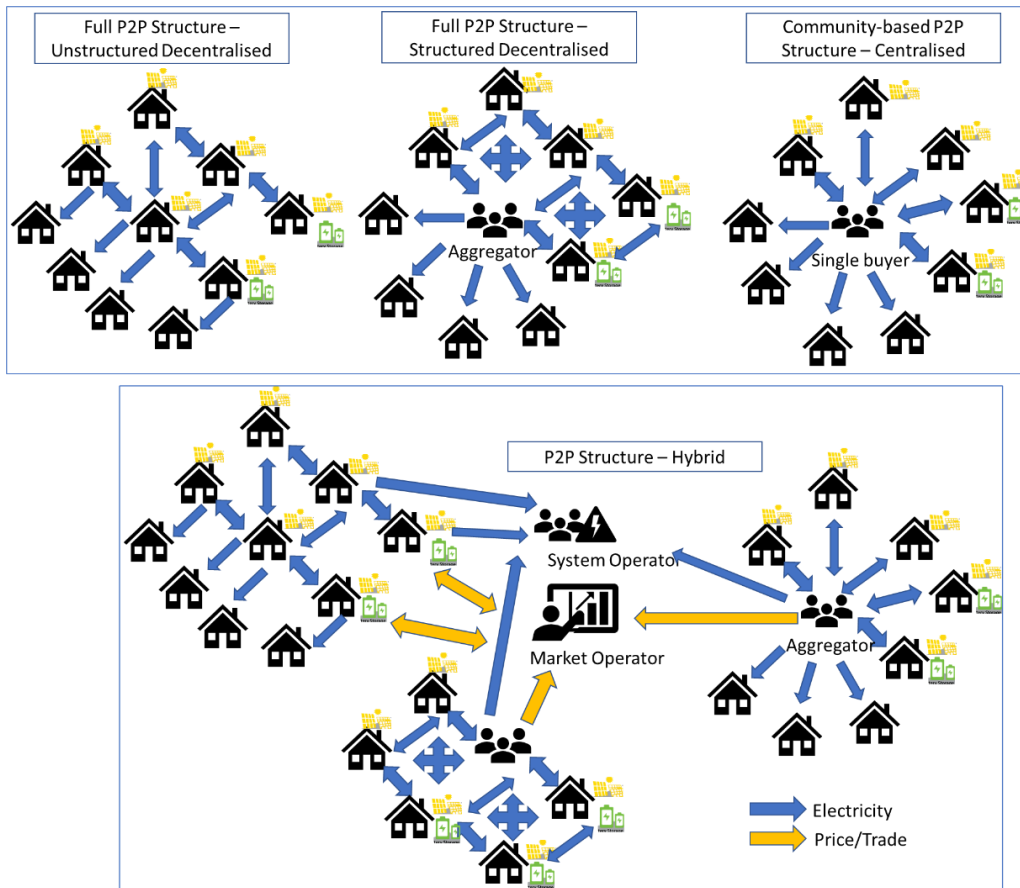 Full P2P Structure –
Unstructured Decentralised
Full P2P Structure –
Structured Decentralised
Community-based P2P
Structure – Centralised
Aggregator
Single buyer
P2P Structure – Hybrid
System Operator
Market Operator
Aggregator
Electricity
Price/Trade